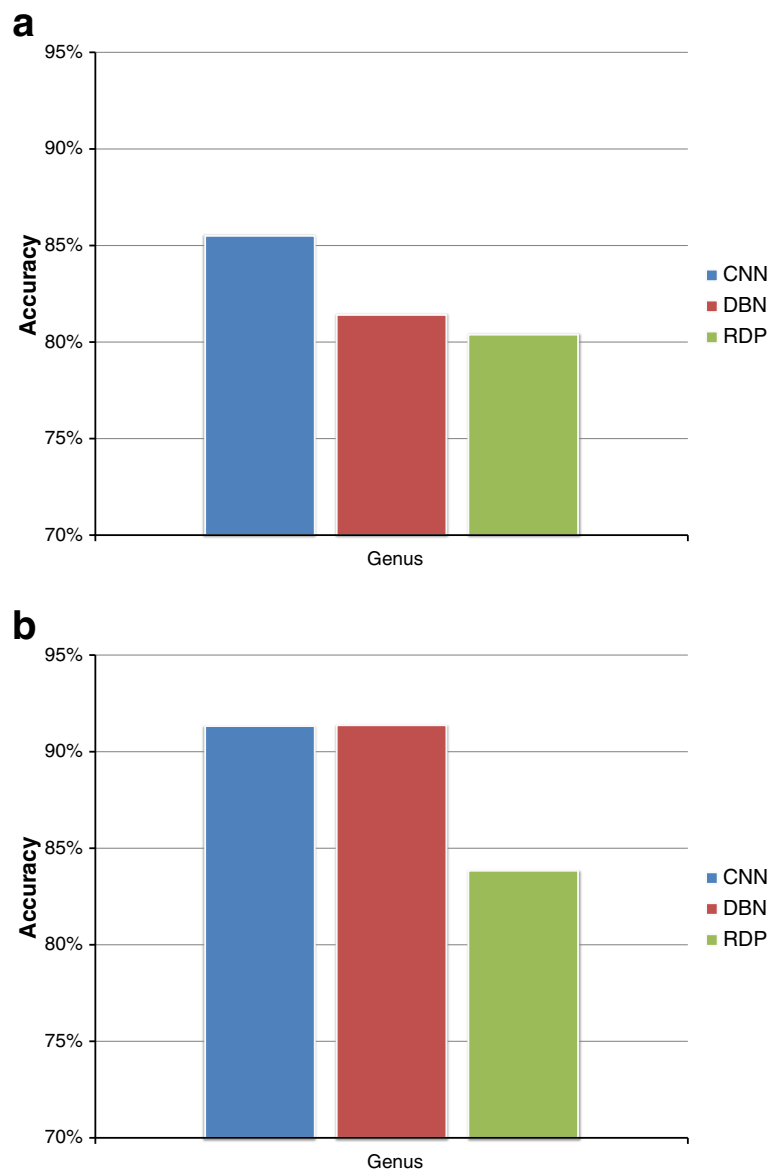 a
95%
90%
85%
80%
75%
70%
Accuracy
Genus
CNN
DBN
RDP
b
95%
90%
85%
80%
75%
70%
Accuracy
Genus
CNN
DBN
RDP